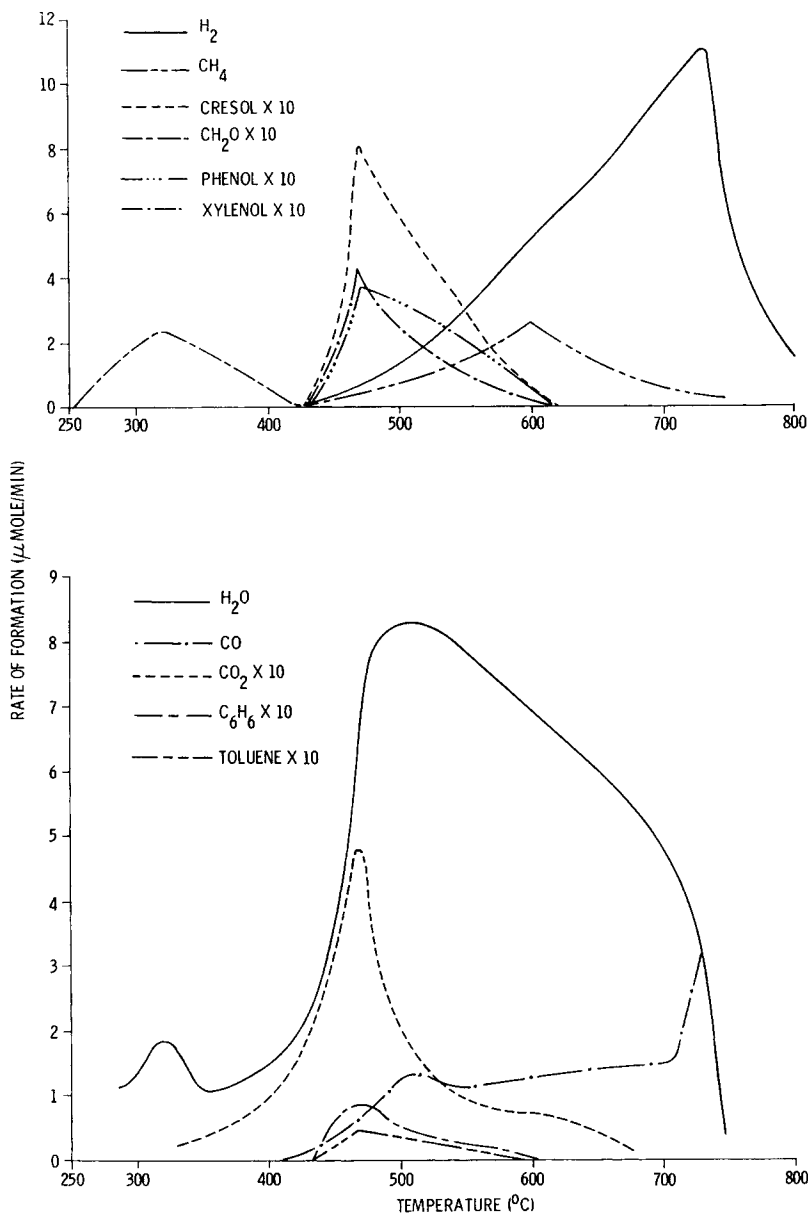 12
10
8
6
4
2
0
H2
CH4
CRESOL X 10
CH2O X 10
PHENOL X 10
XYLENOL X 10
250 300 400 500 600 700 800
RATE OF FORMATION (μ MOLE/MIN)
9
8
7
6
5
4
3
2
1
0
H2O
CO
CO2 X 10
C6H6 X 10
TOLUENE X 10
250 300 400 500 600 700 800
TEMPERATURE (°C)